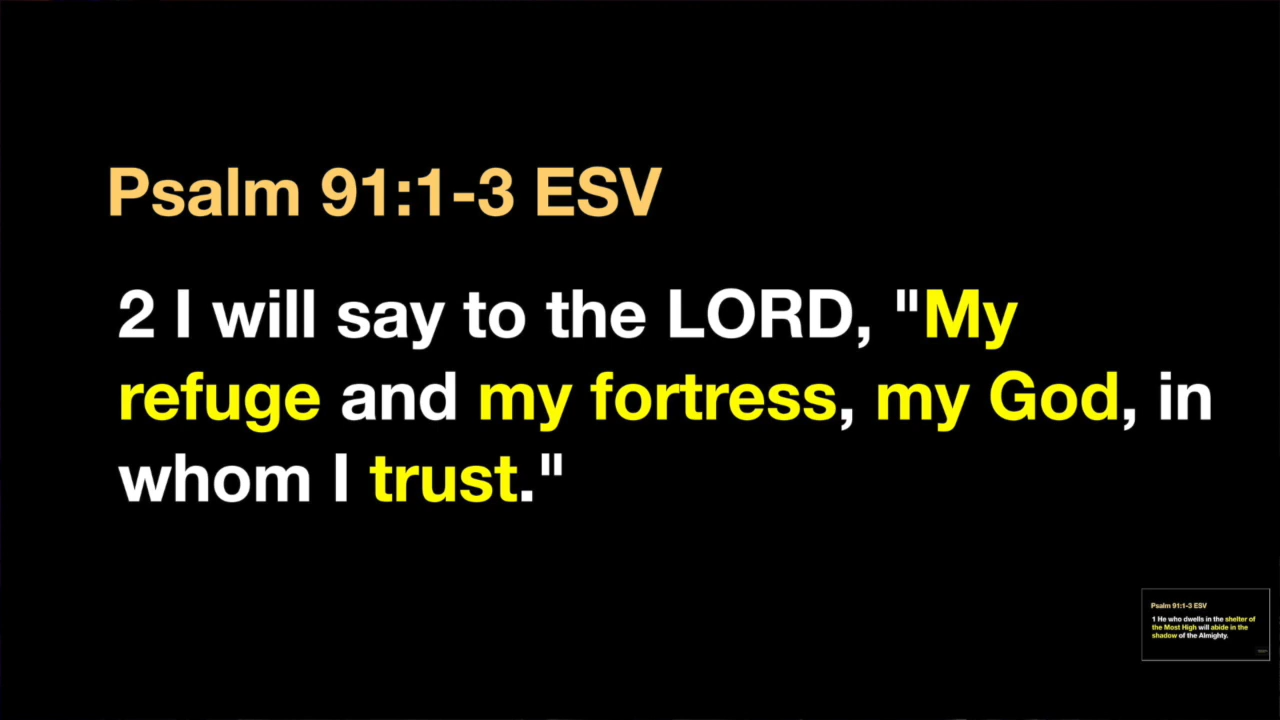 Psalm 91:1-3 ESV
2 I will say to the LORD, "My
refuge and my fortress, my God, in
whom I trust."
Psalm 91:1-3 ESV
1 He who dwells in the shelter of
the Most High will abide in the
shadow of the Almighty.